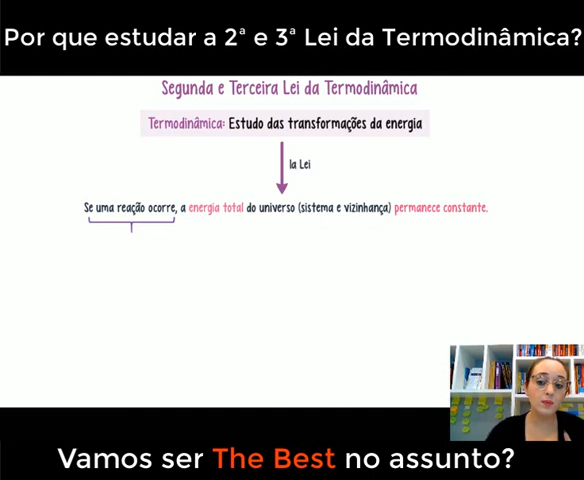 Por que estudar a 2ª e 3ª Lei da Termodinâmica?
Segunda e Terceira Lei da Termodinâmica
Termodinâmica: Estudo das transformações da energia
1a Lei
Se uma reação ocorre, a energia total do universo (sistema e vizinhança) permanece constante.
Vamos ser The Best no assunto?